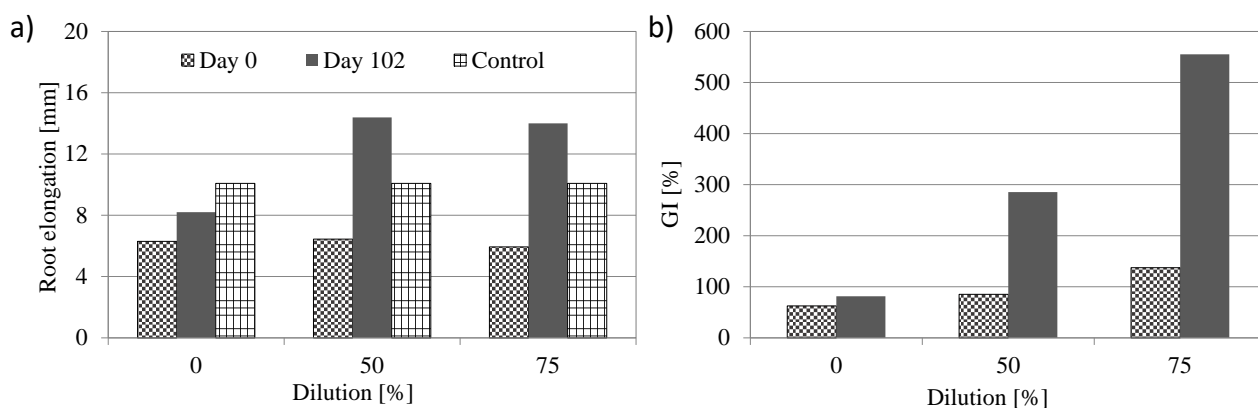 a)
Root elongation [mm]
20
16
12
8
4
0
Day 0 Day 102 Control
0 50 75
Dilution [%]
b)
GI [%]
600
500
400
300
200
100
0
0 50 75
Dilution [%]